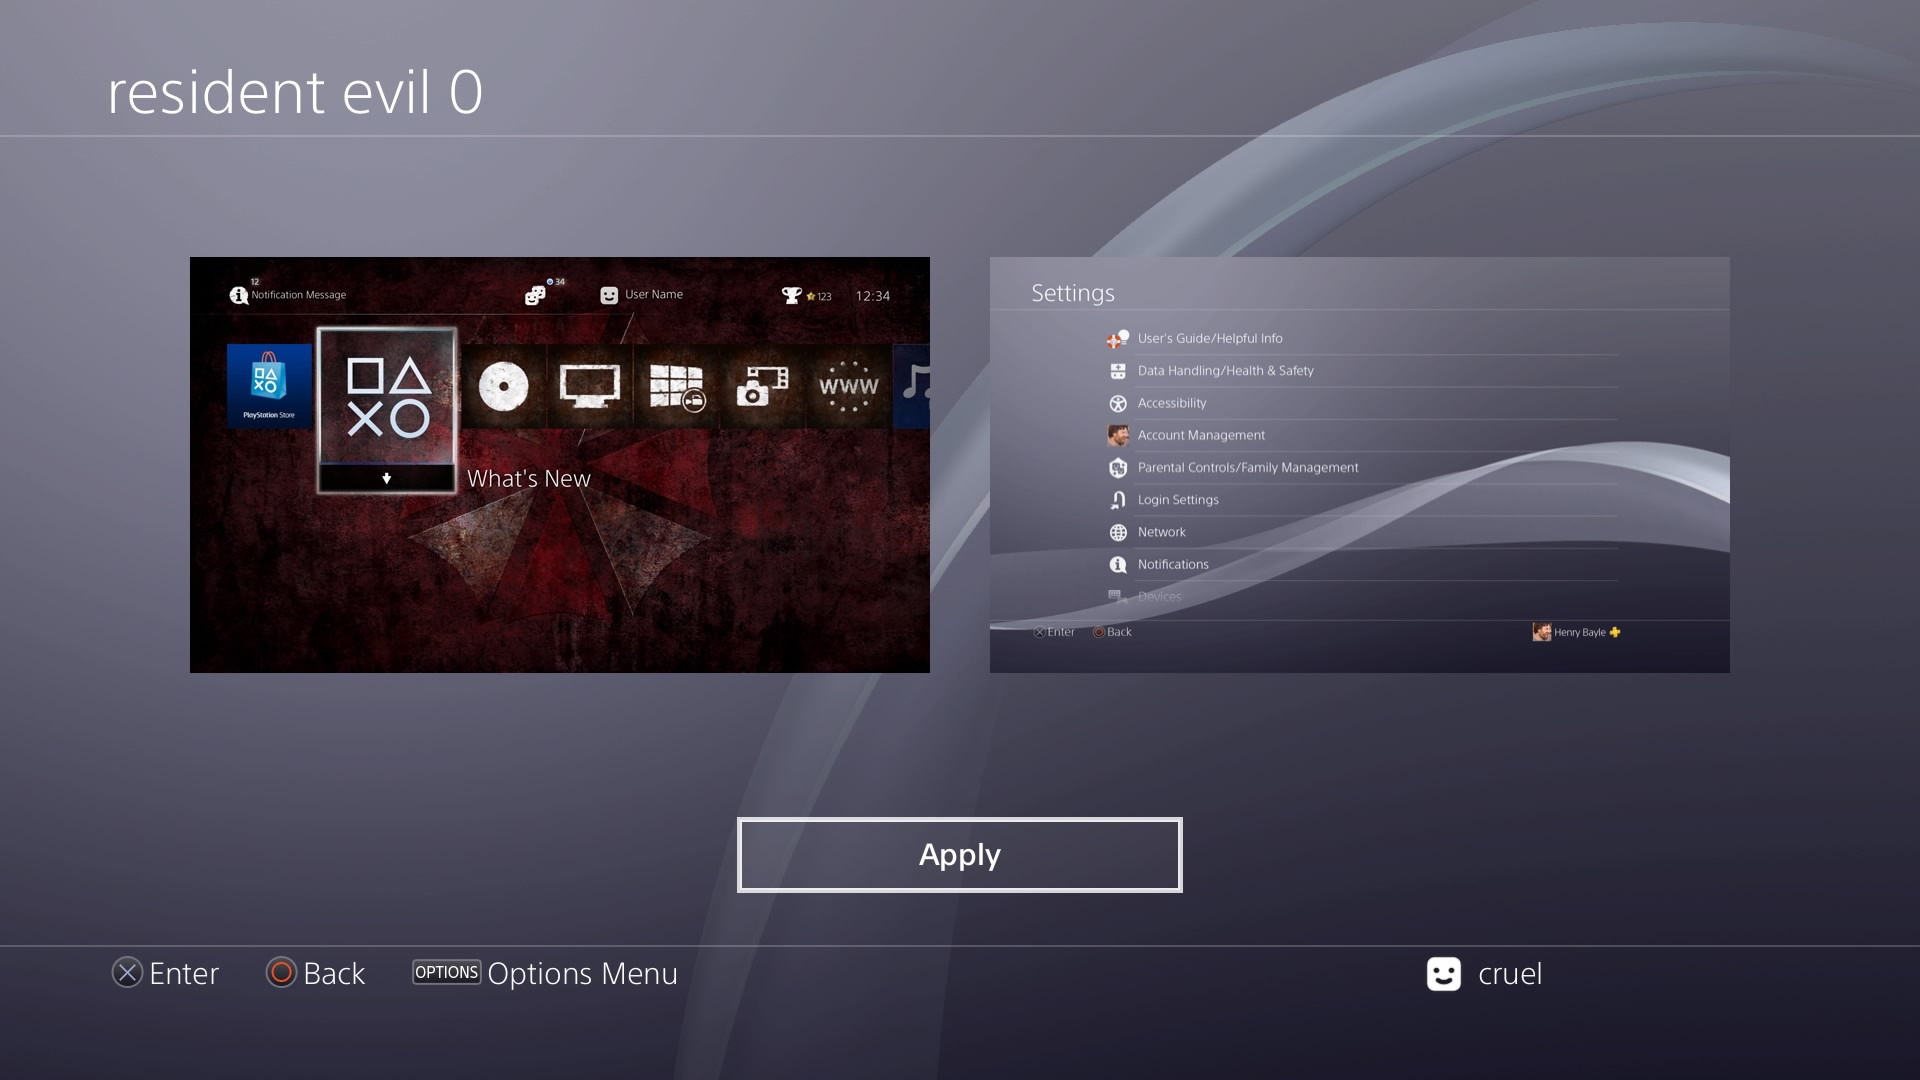 resident evil 0
12
Notification Message
34
User Name
123
12:34
PlayStation Store
www
What's New
Settings
User's Guide/Helpful Info
Data Handling/Health & Safety
Accessibility
Account Management
Parental Controls/Family Management
Login Settings
Network
Notifications
Devices
Enter
Back
Henry Bayle
Apply
Enter
Back
OPTIONS Options Menu
cruel